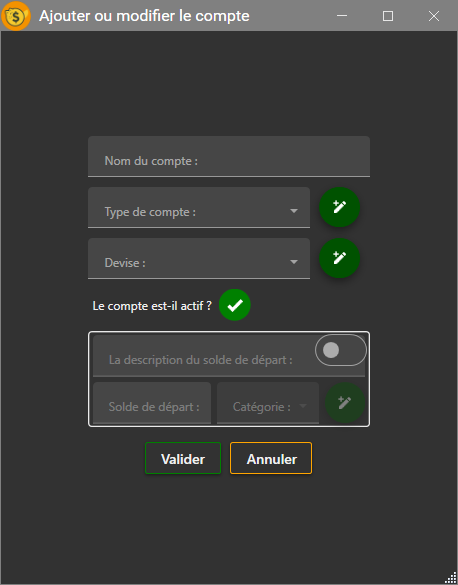 Ajouter ou modifier le compte
Nom du compte :
Type de compte :
Devise :
Le compte est-il actif ?
La description du solde de départ :
Solde de départ : Catégorie :
Valider Annuler